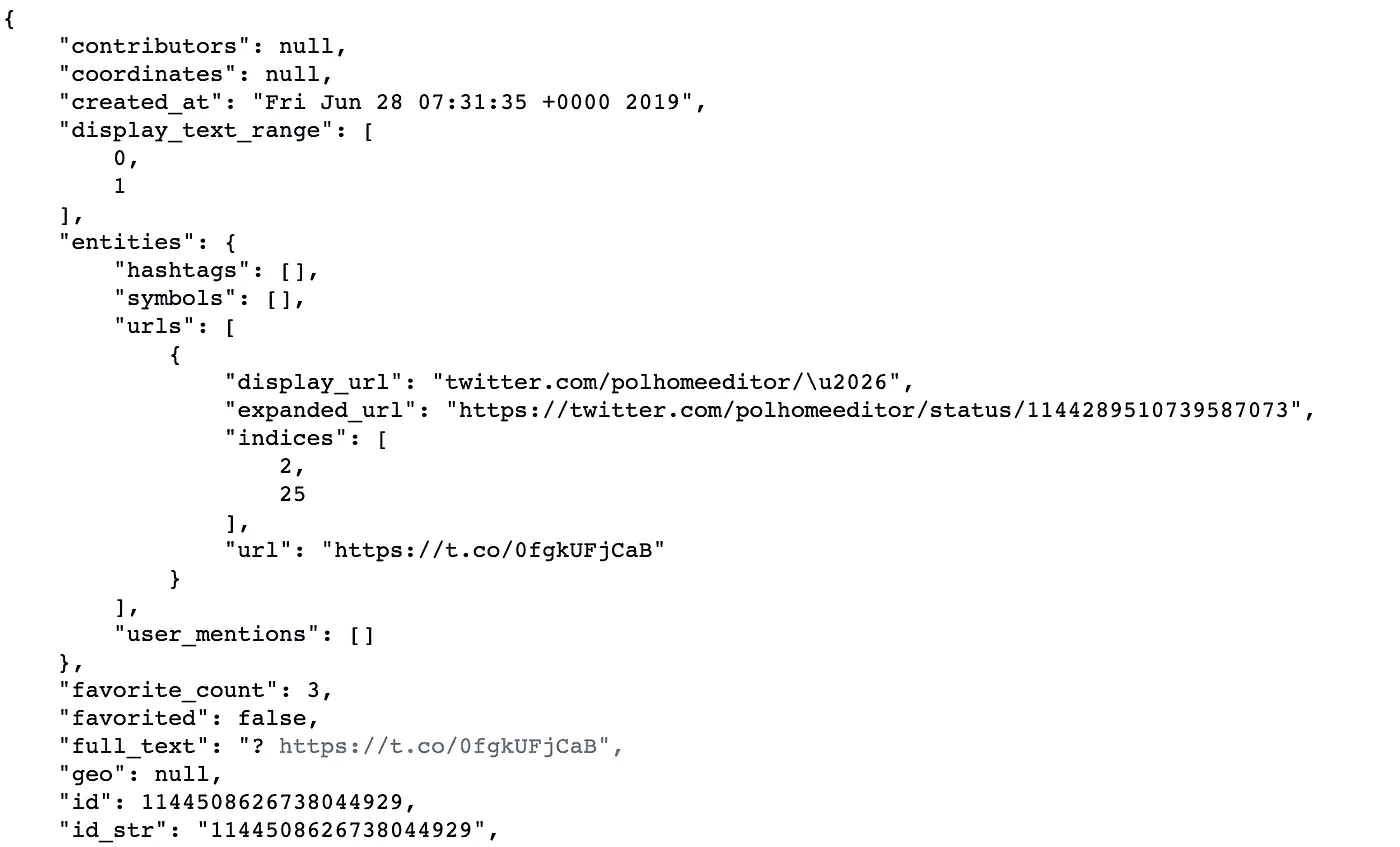 {
    "contributors": null,
    "coordinates": null,
    "created_at": "Fri Jun 28 07:31:35 +0000 2019",
    "display_text_range": [
        0,
        1
    ],
    "entities": {
        "hashtags": [],
        "symbols": [],
        "urls": [
            {
                "display_url": "twitter.com/polhomeeditor/\u2026",
                "expanded_url": "https://twitter.com/polhomeeditor/status/1144289510739587073",
                "indices": [
                    2,
                    25
                ],
                "url": "https://t.co/0fgkUFjCaB"
            }
        ],
        "user_mentions": []
    },
    "favorite_count": 3,
    "favorited": false,
    "full_text": "? https://t.co/0fgkUFjCaB",
    "geo": null,
    "id": 1144508626738044929,
    "id_str": "1144508626738044929",